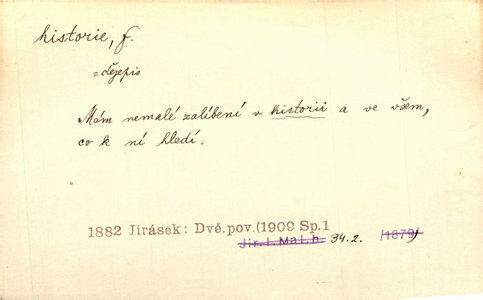 historie, f.
=dějepis
Mám nemalé zalíbení v historii a ve všem,
co k ní hledí.
1882 Jirásek: Dvě.pov.(1909 Sp.1
Jir.I.Mal.h. 34.2. /1879)